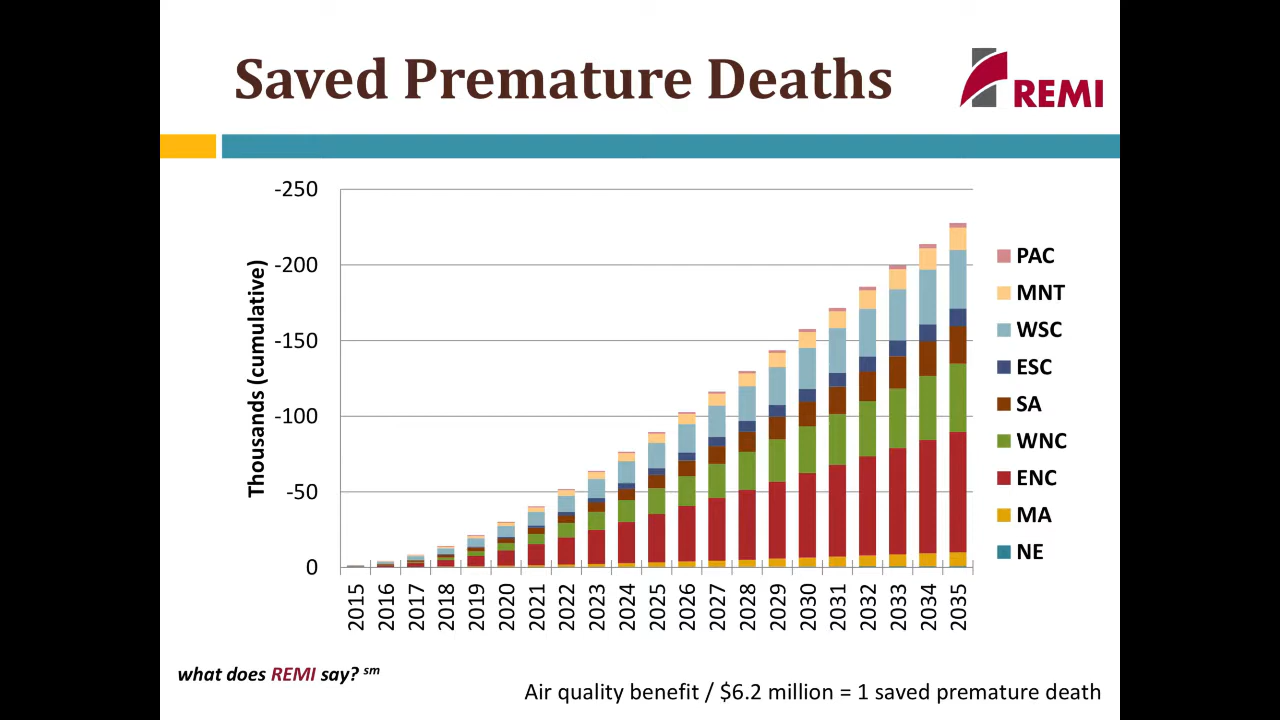 Saved Premature Deaths
REMI
Thousands (cumulative)
-250
-200
-150
-100
-50
0
2015
2016
2017
2018
2019
2020
2021
2022
2023
2024
2025
2026
2027
2028
2029
2030
2031
2032
2033
2034
2035
PAC
MNT
WSC
ESC
SA
WNC
ENC
MA
NE
what does REMI say? sm
Air quality benefit / $6.2 million = 1 saved premature death